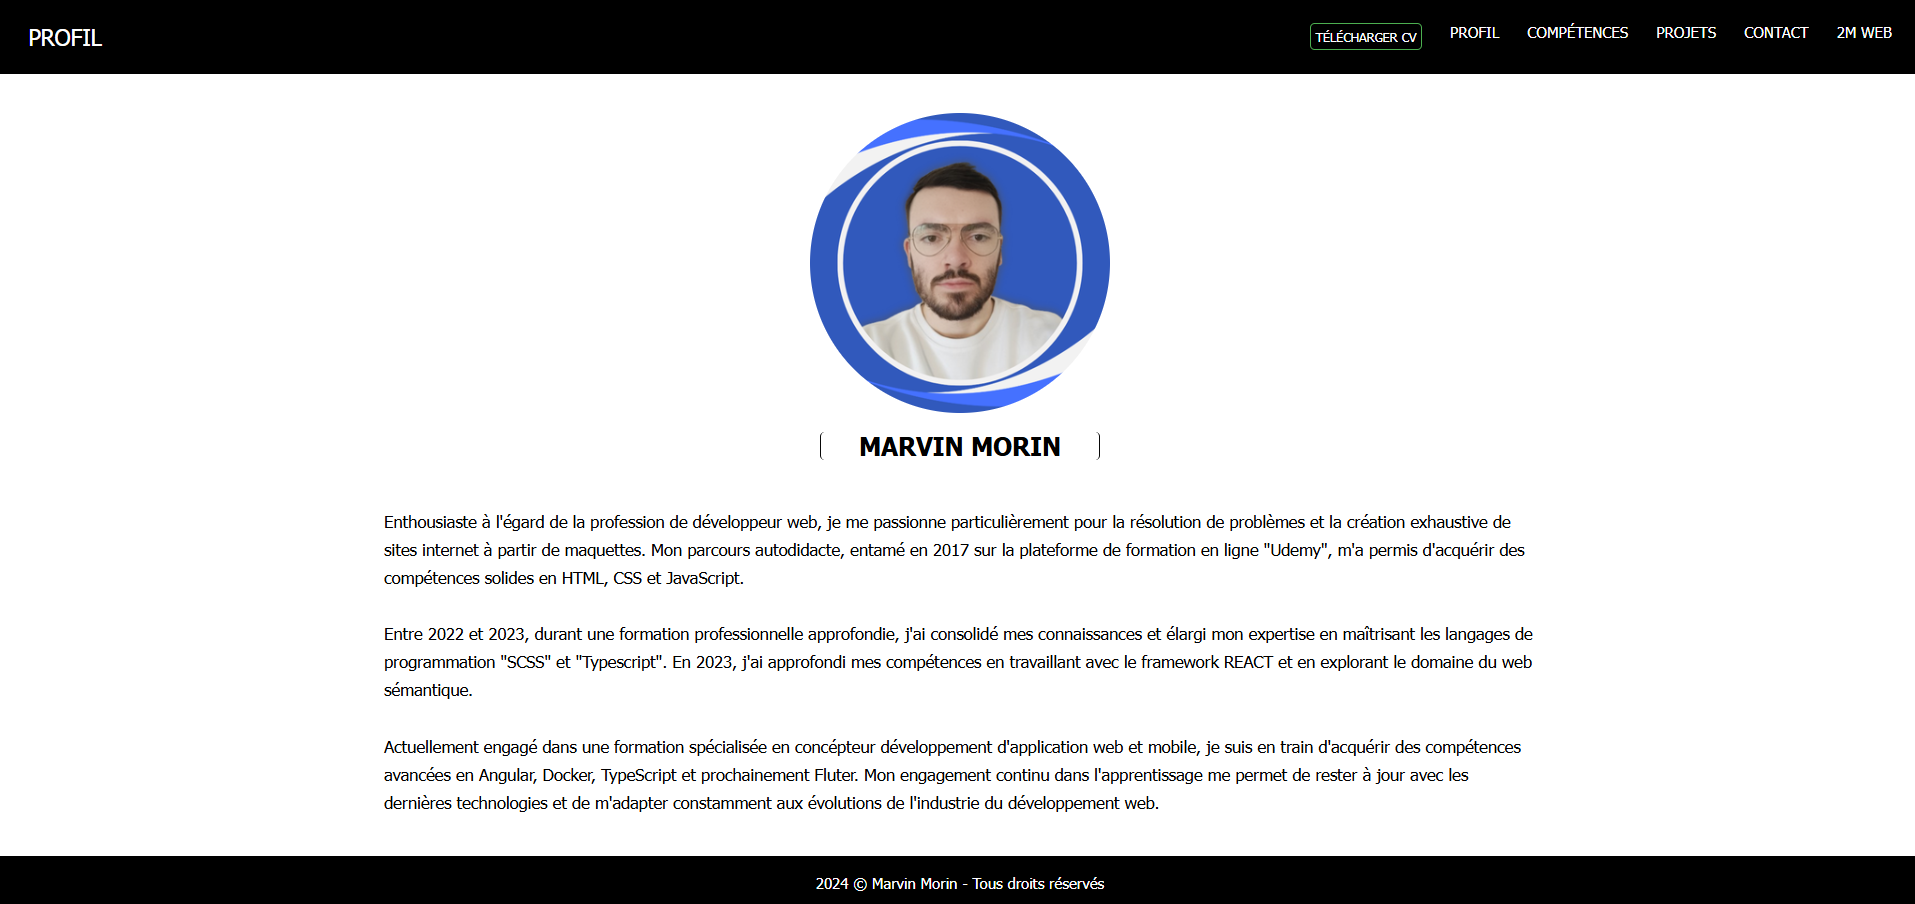 PROFIL
TÉLÉCHARGER CV
PROFIL
COMPÉTENCES
PROJETS
CONTACT
2M WEB
MARVIN MORIN
Enthousiaste à l'égard de la profession de développeur web, je me passionne particulièrement pour la résolution de problèmes et la création exhaustive de
sites internet à partir de maquettes. Mon parcours autodidacte, entamé en 2017 sur la plateforme de formation en ligne "Udemy", m'a permis d'acquérir des
compétences solides en HTML, CSS et JavaScript.
Entre 2022 et 2023, durant une formation professionnelle approfondie, j'ai consolidé mes connaissances et élargi mon expertise en maîtrisant les langages de
programmation "SCSS" et "Typescript". En 2023, j'ai approfondi mes compétences en travaillant avec le framework REACT et en explorant le domaine du web
sémantique.
Actuellement engagé dans une formation spécialisée en concépteur développement d'application web et mobile, je suis en train d'acquérir des compétences
avancées en Angular, Docker, TypeScript et prochainement Fluter. Mon engagement continu dans l'apprentissage me permet de rester à jour avec les
dernières technologies et de m'adapter constamment aux évolutions de l'industrie du développement web.
2024 © Marvin Morin - Tous droits réservés